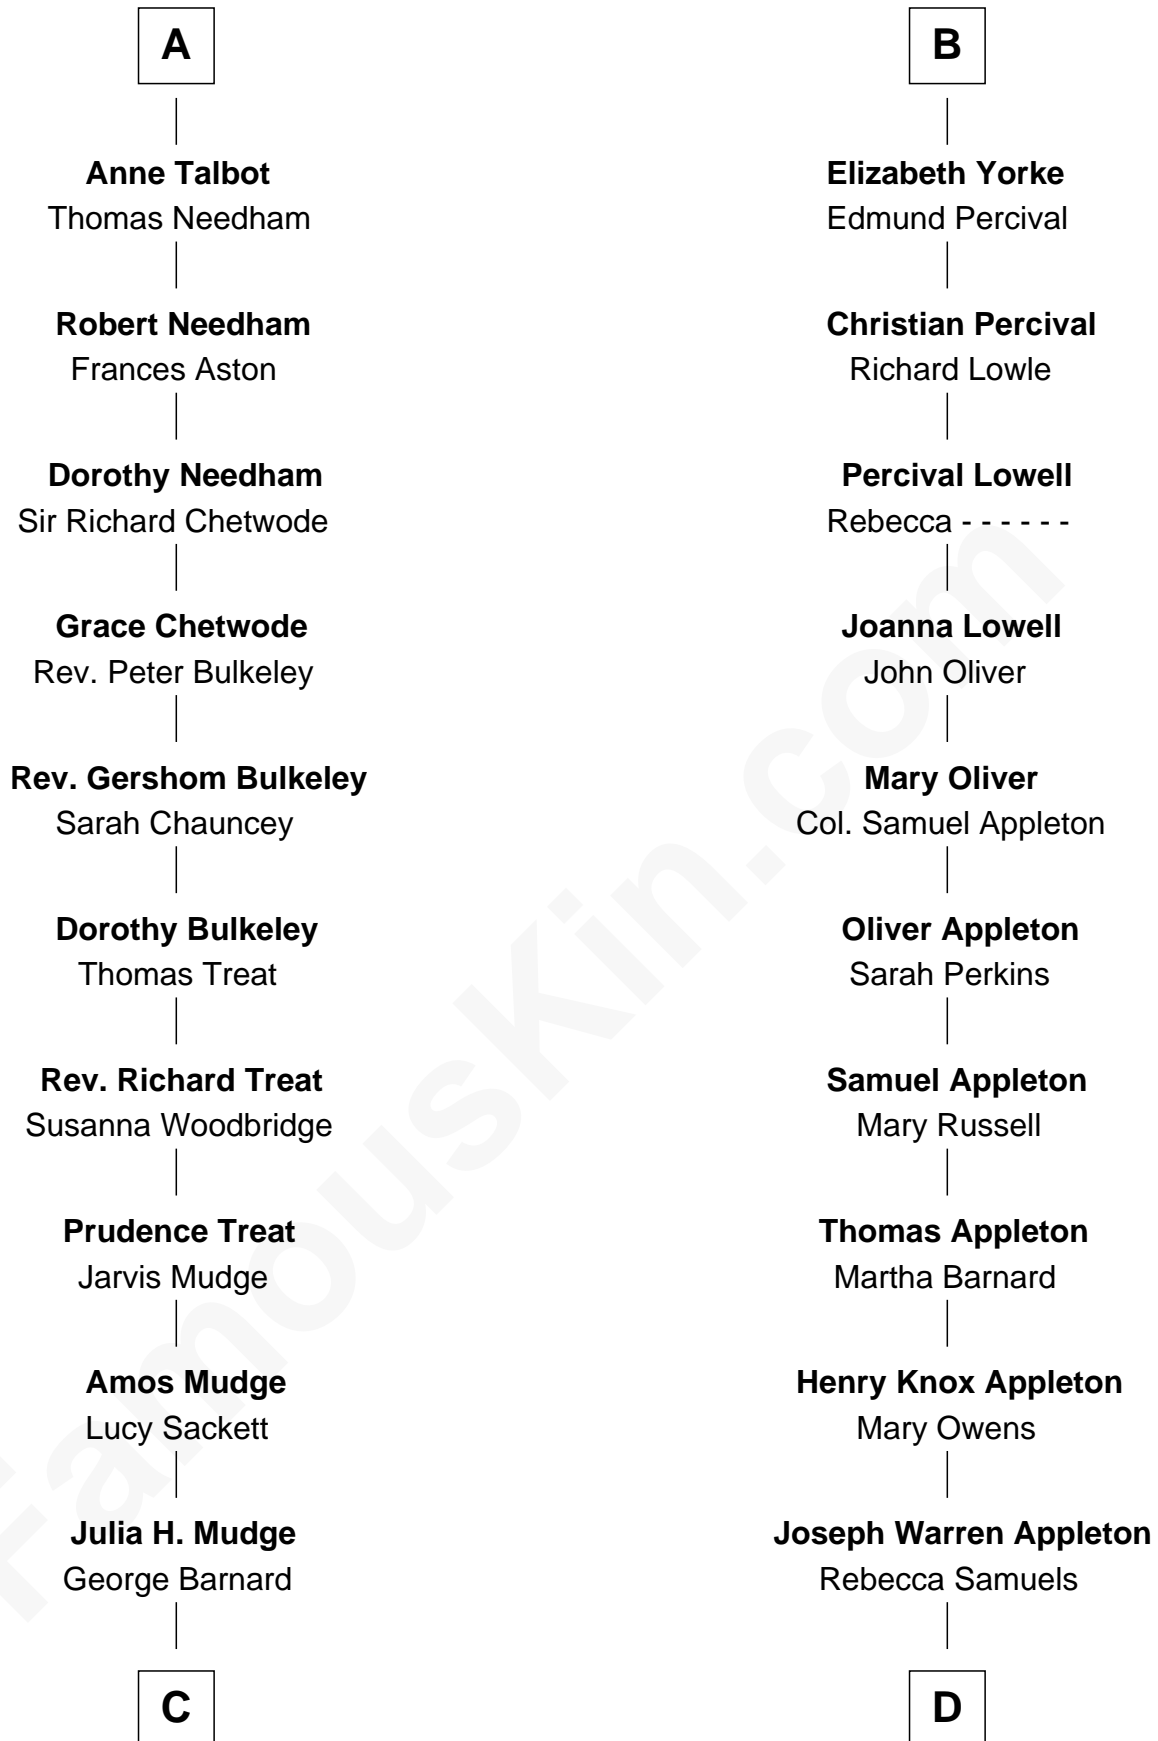 A
Anne Talbot
Thomas Needham
Robert Needham
Frances Aston
Dorothy Needham
Sir Richard Chetwode
Grace Chetwode
Rev. Peter Bulkeley
Rev. Gershom Bulkeley
Sarah Chauncey
Dorothy Bulkeley
Thomas Treat
Rev. Richard Treat
Susanna Woodbridge
Prudence Treat
Jarvis Mudge
Amos Mudge
Lucy Sackett
Julia H. Mudge
George Barnard
C
B
Elizabeth Yorke
Edmund Percival
Christian Percival
Richard Lowle
Percival Lowell
Rebecca - - - - - -
Joanna Lowell
John Oliver
Mary Oliver
Col. Samuel Appleton
Oliver Appleton
Sarah Perkins
Samuel Appleton
Mary Russell
Thomas Appleton
Martha Barnard
Henry Knox Appleton
Mary Owens
Joseph Warren Appleton
Rebecca Samuels
D
FamousKin.com